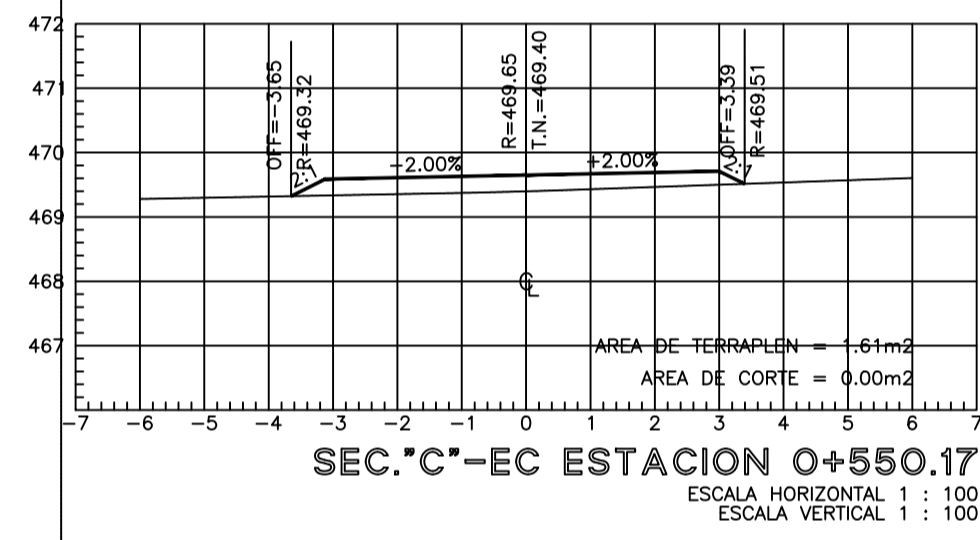 472
471
470
469
468
467
OFF=-3.65
R=469.32
2:1
-2.00%
R=469.65
T.N.=469.40
+2.00%
OFF=3.39
R=469.51
2:1
CL
AREA DE TERRAPLEN = 1.61m2
AREA DE CORTE = 0.00m2
-7 -6 -5 -4 -3 -2 -1 0 1 2 3 4 5 6 7
SEC."C"-EC ESTACION 0+550.17
ESCALA HORIZONTAL 1 : 100
ESCALA VERTICAL 1 : 100